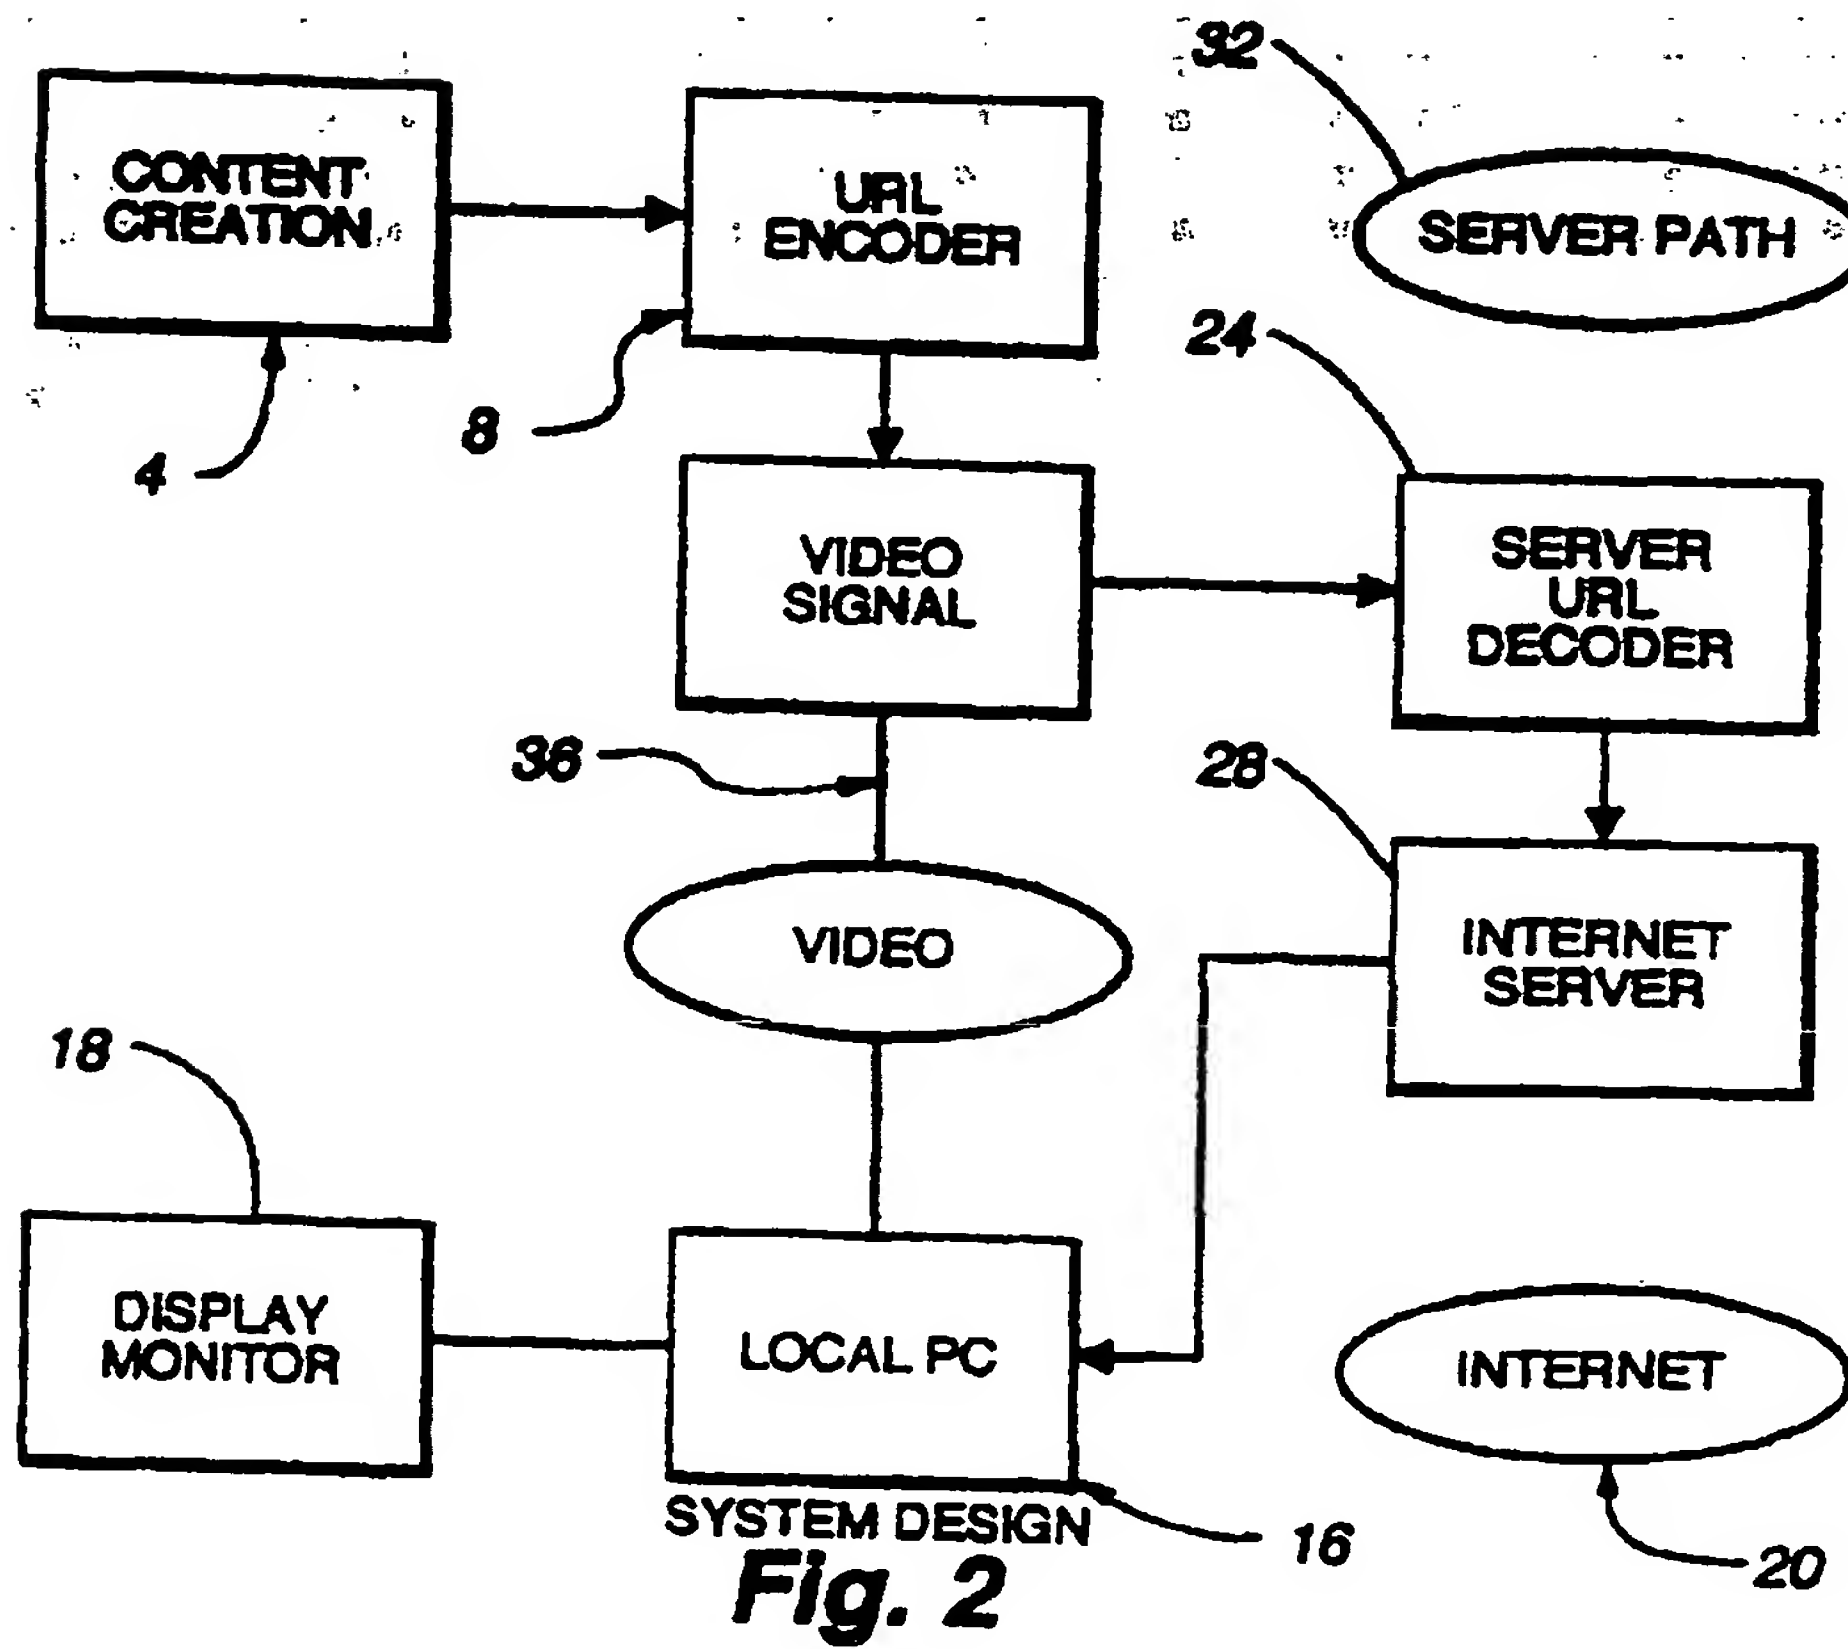 32
CONTENT
CREATION
URL
ENCODER
SERVER PATH
24
8
4
VIDEO
SIGNAL
SERVER
URL
DECODER
36
28
VIDEO
INTERNET
SERVER
18
DISPLAY
MONITOR
LOCAL PC
INTERNET
SYSTEM DESIGN
16
20
Fig. 2